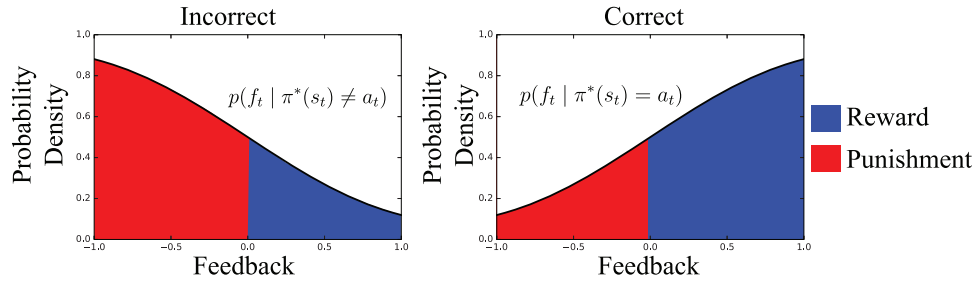 Incorrect
Probability
Density
1.0
0.8
0.6
0.4
0.2
0.0
p(f_t | π*(s_t) ≠ a_t)
−1.0 −0.5 0.0 0.5 1.0
Feedback
Correct
Probability
Density
1.0
0.8
0.6
0.4
0.2
0.0
p(f_t | π*(s_t) = a_t)
−1.0 −0.5 0.0 0.5 1.0
Feedback
Reward
Punishment